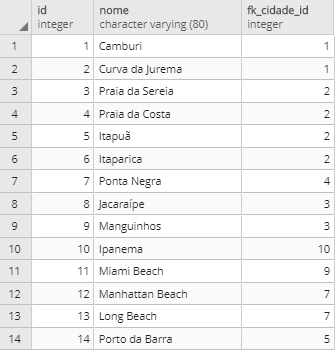 id nome fk_cidade_id
integer character varying (80) integer
1 1 Camburi 1
2 2 Curva da Jurema 1
3 3 Praia da Sereia 2
4 4 Praia da Costa 2
5 5 Itapuã 2
6 6 Itaparica 2
7 7 Ponta Negra 4
8 8 Jacaraípe 3
9 9 Manguinhos 3
10 10 Ipanema 10
11 11 Miami Beach 9
12 12 Manhattan Beach 7
13 13 Long Beach 7
14 14 Porto da Barra 5